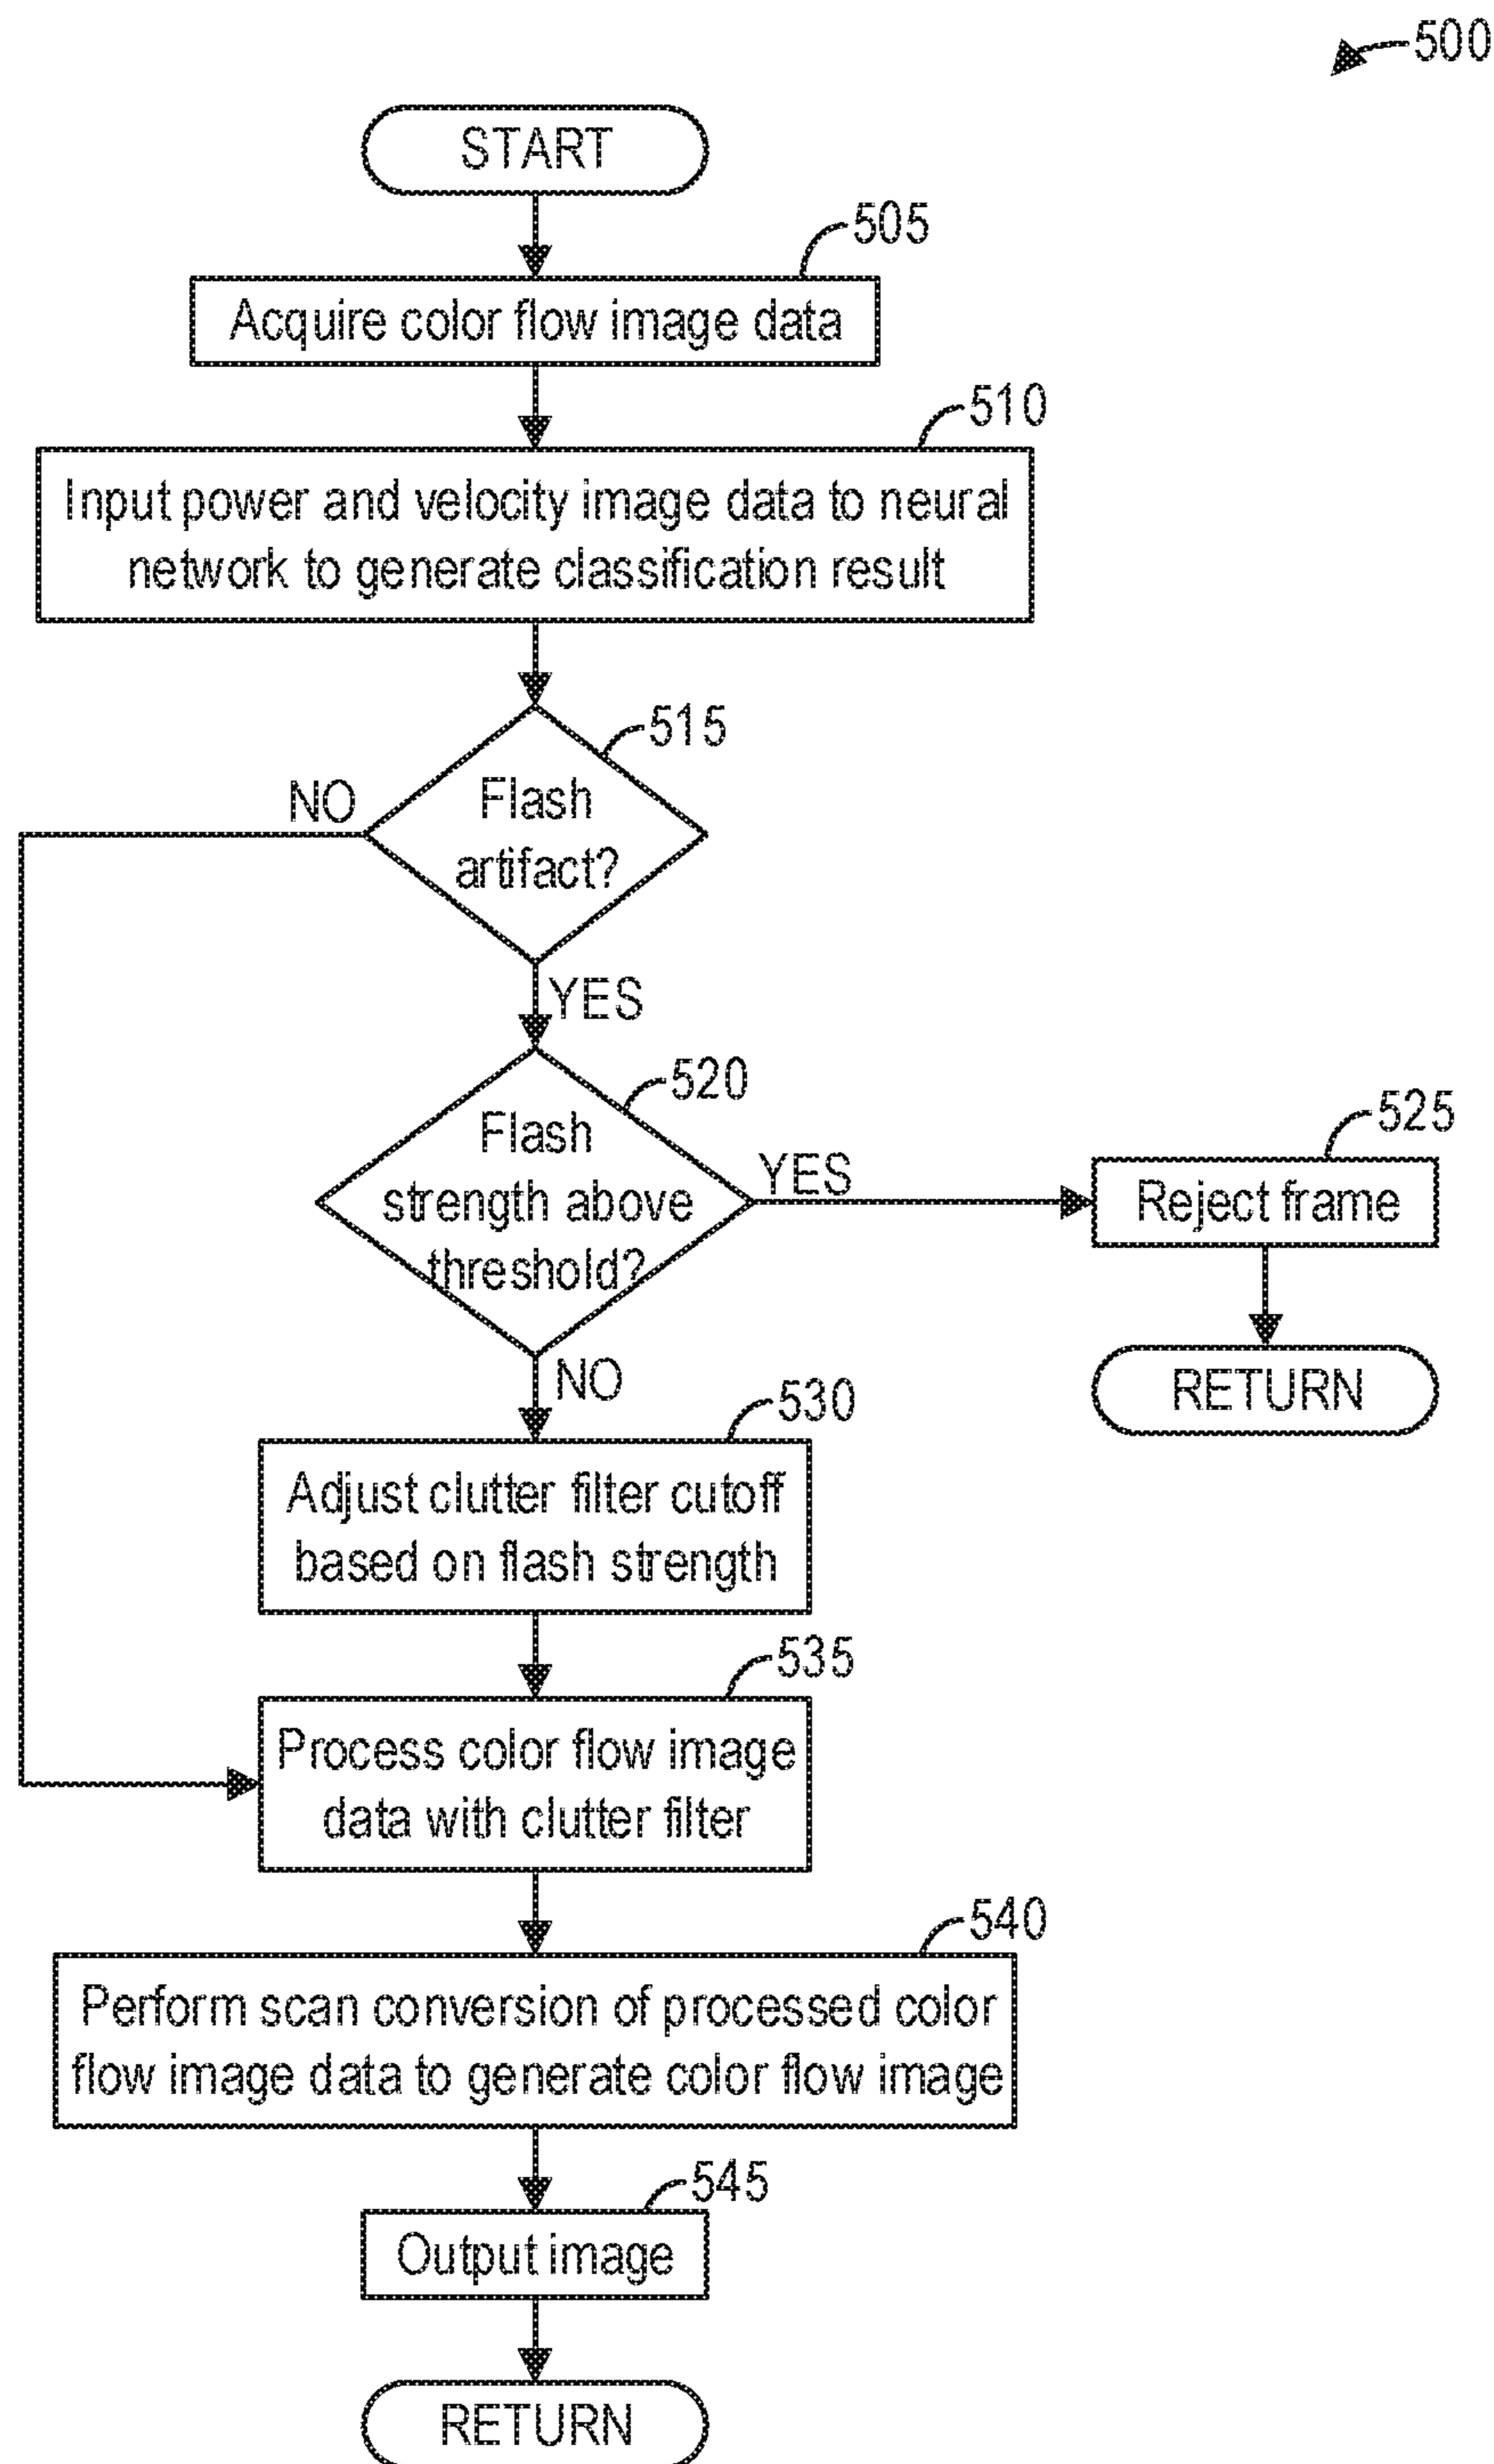 500
START
505
Acquire color flow image data
510
Input power and velocity image data to neural
network to generate classification result
515
Flash
artifact?
NO
YES
520
Flash
strength above
threshold?
YES
525
Reject frame
RETURN
NO
530
Adjust clutter filter cutoff
based on flash strength
535
Process color flow image
data with clutter filter
540
Perform scan conversion of processed color
flow image data to generate color flow image
545
Output image
RETURN